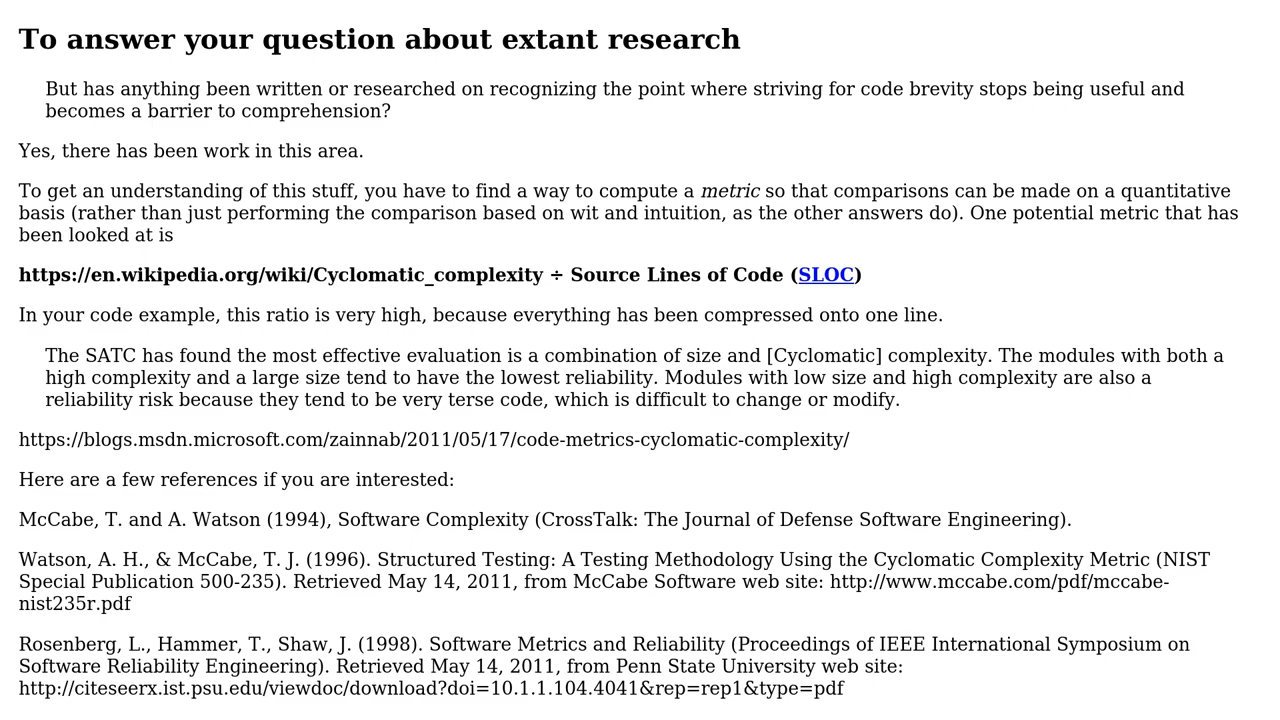 To answer your question about extant research
But has anything been written or researched on recognizing the point where striving for code brevity stops being useful and
becomes a barrier to comprehension?
Yes, there has been work in this area.
To get an understanding of this stuff, you have to find a way to compute a metric so that comparisons can be made on a quantitative
basis (rather than just performing the comparison based on wit and intuition, as the other answers do). One potential metric that has
been looked at is
https://en.wikipedia.org/wiki/Cyclomatic_complexity ÷ Source Lines of Code (SLOC)
In your code example, this ratio is very high, because everything has been compressed onto one line.
The SATC has found the most effective evaluation is a combination of size and [Cyclomatic] complexity. The modules with both a
high complexity and a large size tend to have the lowest reliability. Modules with low size and high complexity are also a
reliability risk because they tend to be very terse code, which is difficult to change or modify.
https://blogs.msdn.microsoft.com/zainnab/2011/05/17/code-metrics-cyclomatic-complexity/
Here are a few references if you are interested:
McCabe, T. and A. Watson (1994), Software Complexity (CrossTalk: The Journal of Defense Software Engineering).
Watson, A. H., & McCabe, T. J. (1996). Structured Testing: A Testing Methodology Using the Cyclomatic Complexity Metric (NIST
Special Publication 500-235). Retrieved May 14, 2011, from McCabe Software web site: http://www.mccabe.com/pdf/mccabe-
nist235r.pdf
Rosenberg, L., Hammer, T., Shaw, J. (1998). Software Metrics and Reliability (Proceedings of IEEE International Symposium on
Software Reliability Engineering). Retrieved May 14, 2011, from Penn State University web site:
http://citeseerx.ist.psu.edu/viewdoc/download?doi=10.1.1.104.4041&rep=rep1&type=pdf